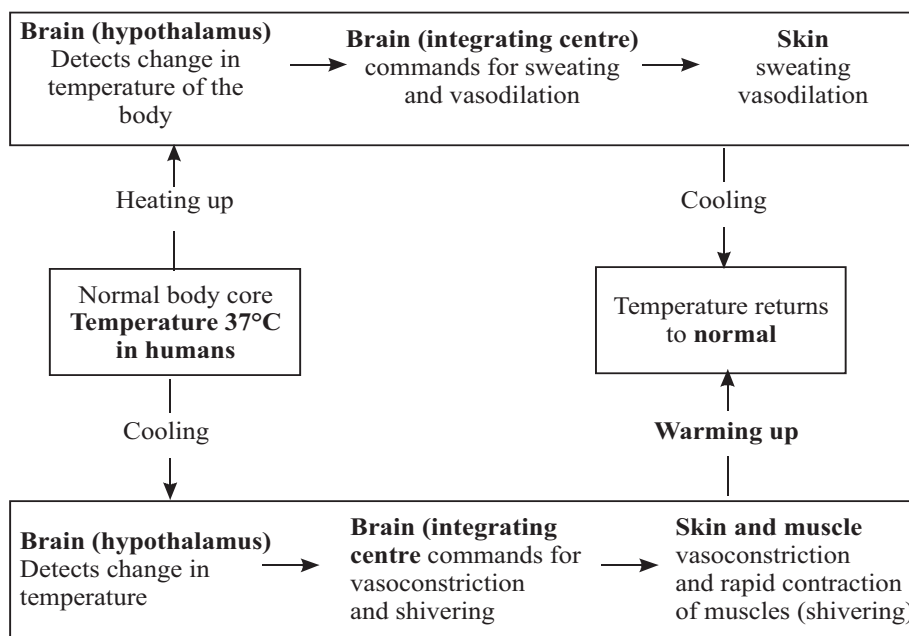 Brain (hypothalamus)
Detects change in
temperature of the
body
Brain (integrating centre)
commands for sweating
and vasodilation
Skin
sweating
vasodilation
Heating up
Cooling
Normal body core
Temperature 37°C
in humans
Temperature returns
to normal
Cooling
Warming up
Brain (hypothalamus)
Detects change in
temperature
Brain (integrating
centre commands for
vasoconstriction
and shivering
Skin and muscle
vasoconstriction
and rapid contraction
of muscles (shivering)